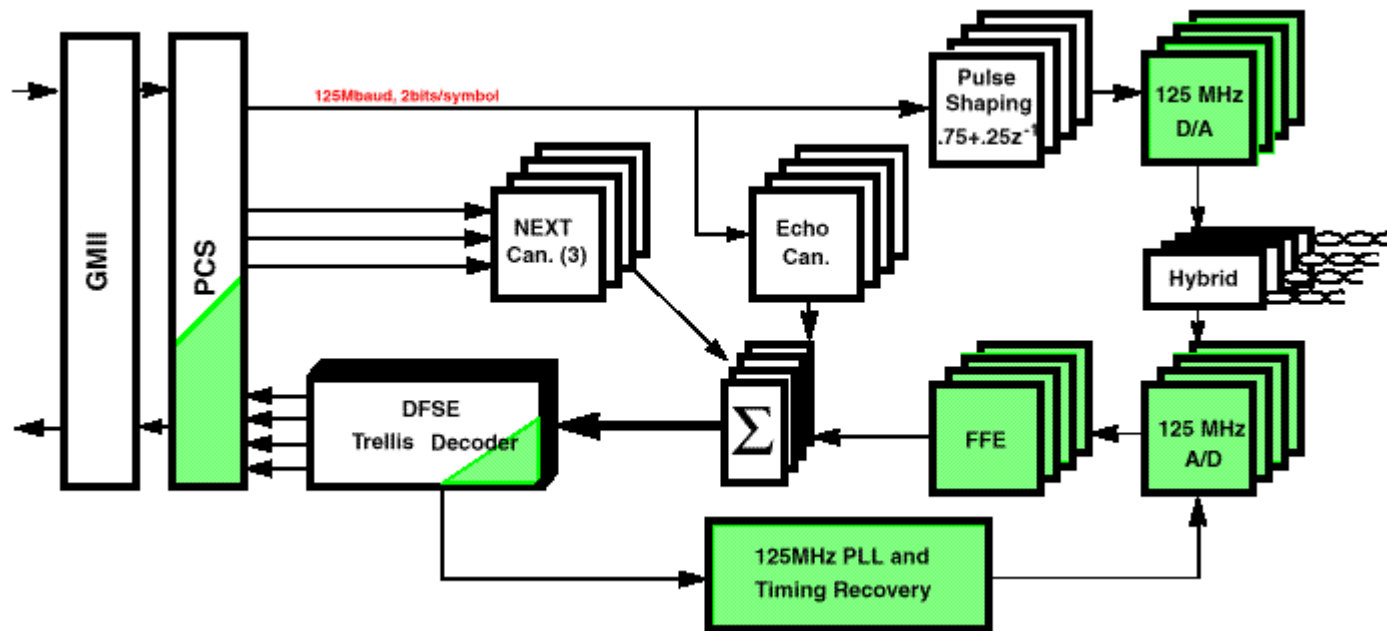 GMII
PCS
125Mbaud, 2bits/symbol
Pulse
Shaping
.75+.25z⁻¹
125 MHz
D/A
NEXT
Can. (3)
Echo
Can.
Hybrid
DFSE
Trellis Decoder
Σ
FFE
125 MHz
A/D
125MHz PLL and
Timing Recovery